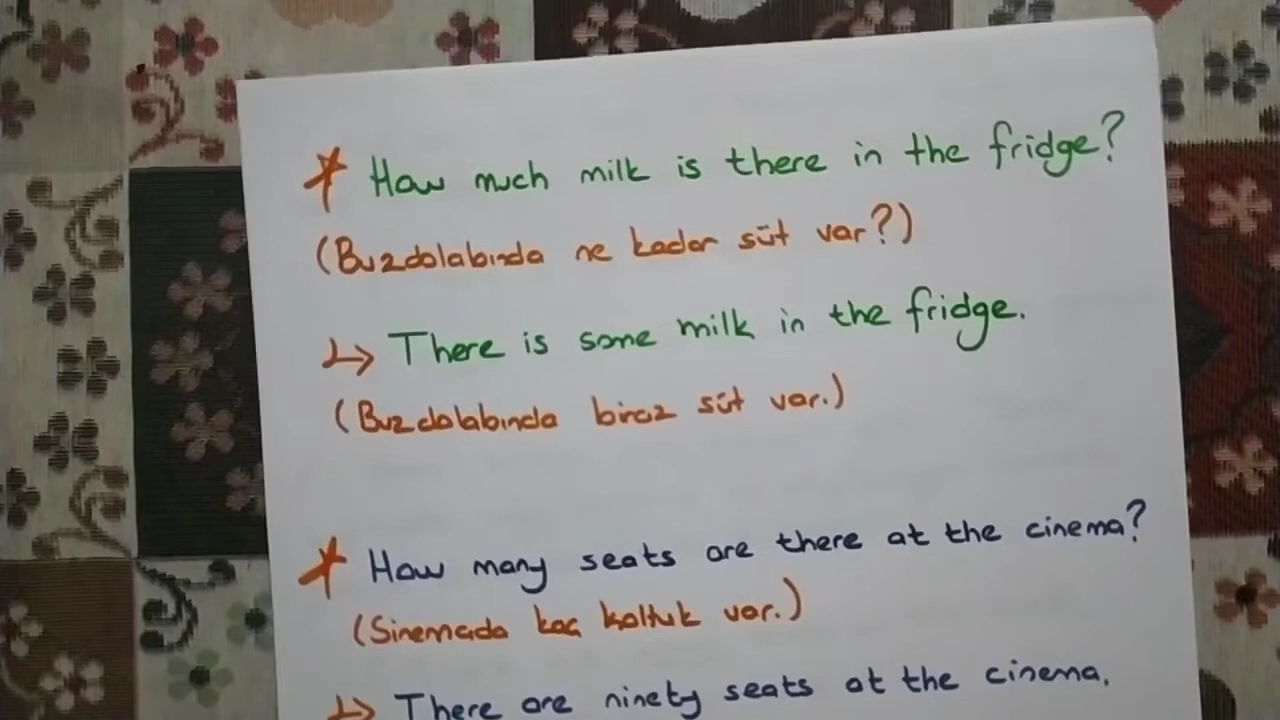 * How much milk is there in the fridge?
(Buzdolabında ne kadar süt var?)
↳ There is some milk in the fridge.
(Buzdolabında biraz süt var.)
* How many seats are there at the cinema?
(Sinemada kaç koltuk var.)
↳ There are ninety seats at the cinema.